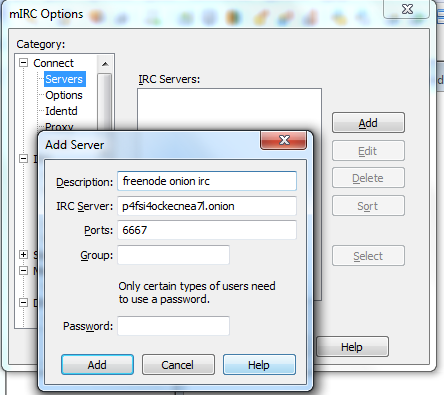 mIRC Options
Category:
Connect
Servers
Options
Identd
Proxy
IRC Servers:
Add
Edit
Delete
Sort
Select
Help
Add Server
Description: freenode onion irc
IRC Server: p4fsi4ockecnea7l.onion
Ports: 6667
Group:
Only certain types of users need
to use a password.
Password:
Add Cancel Help